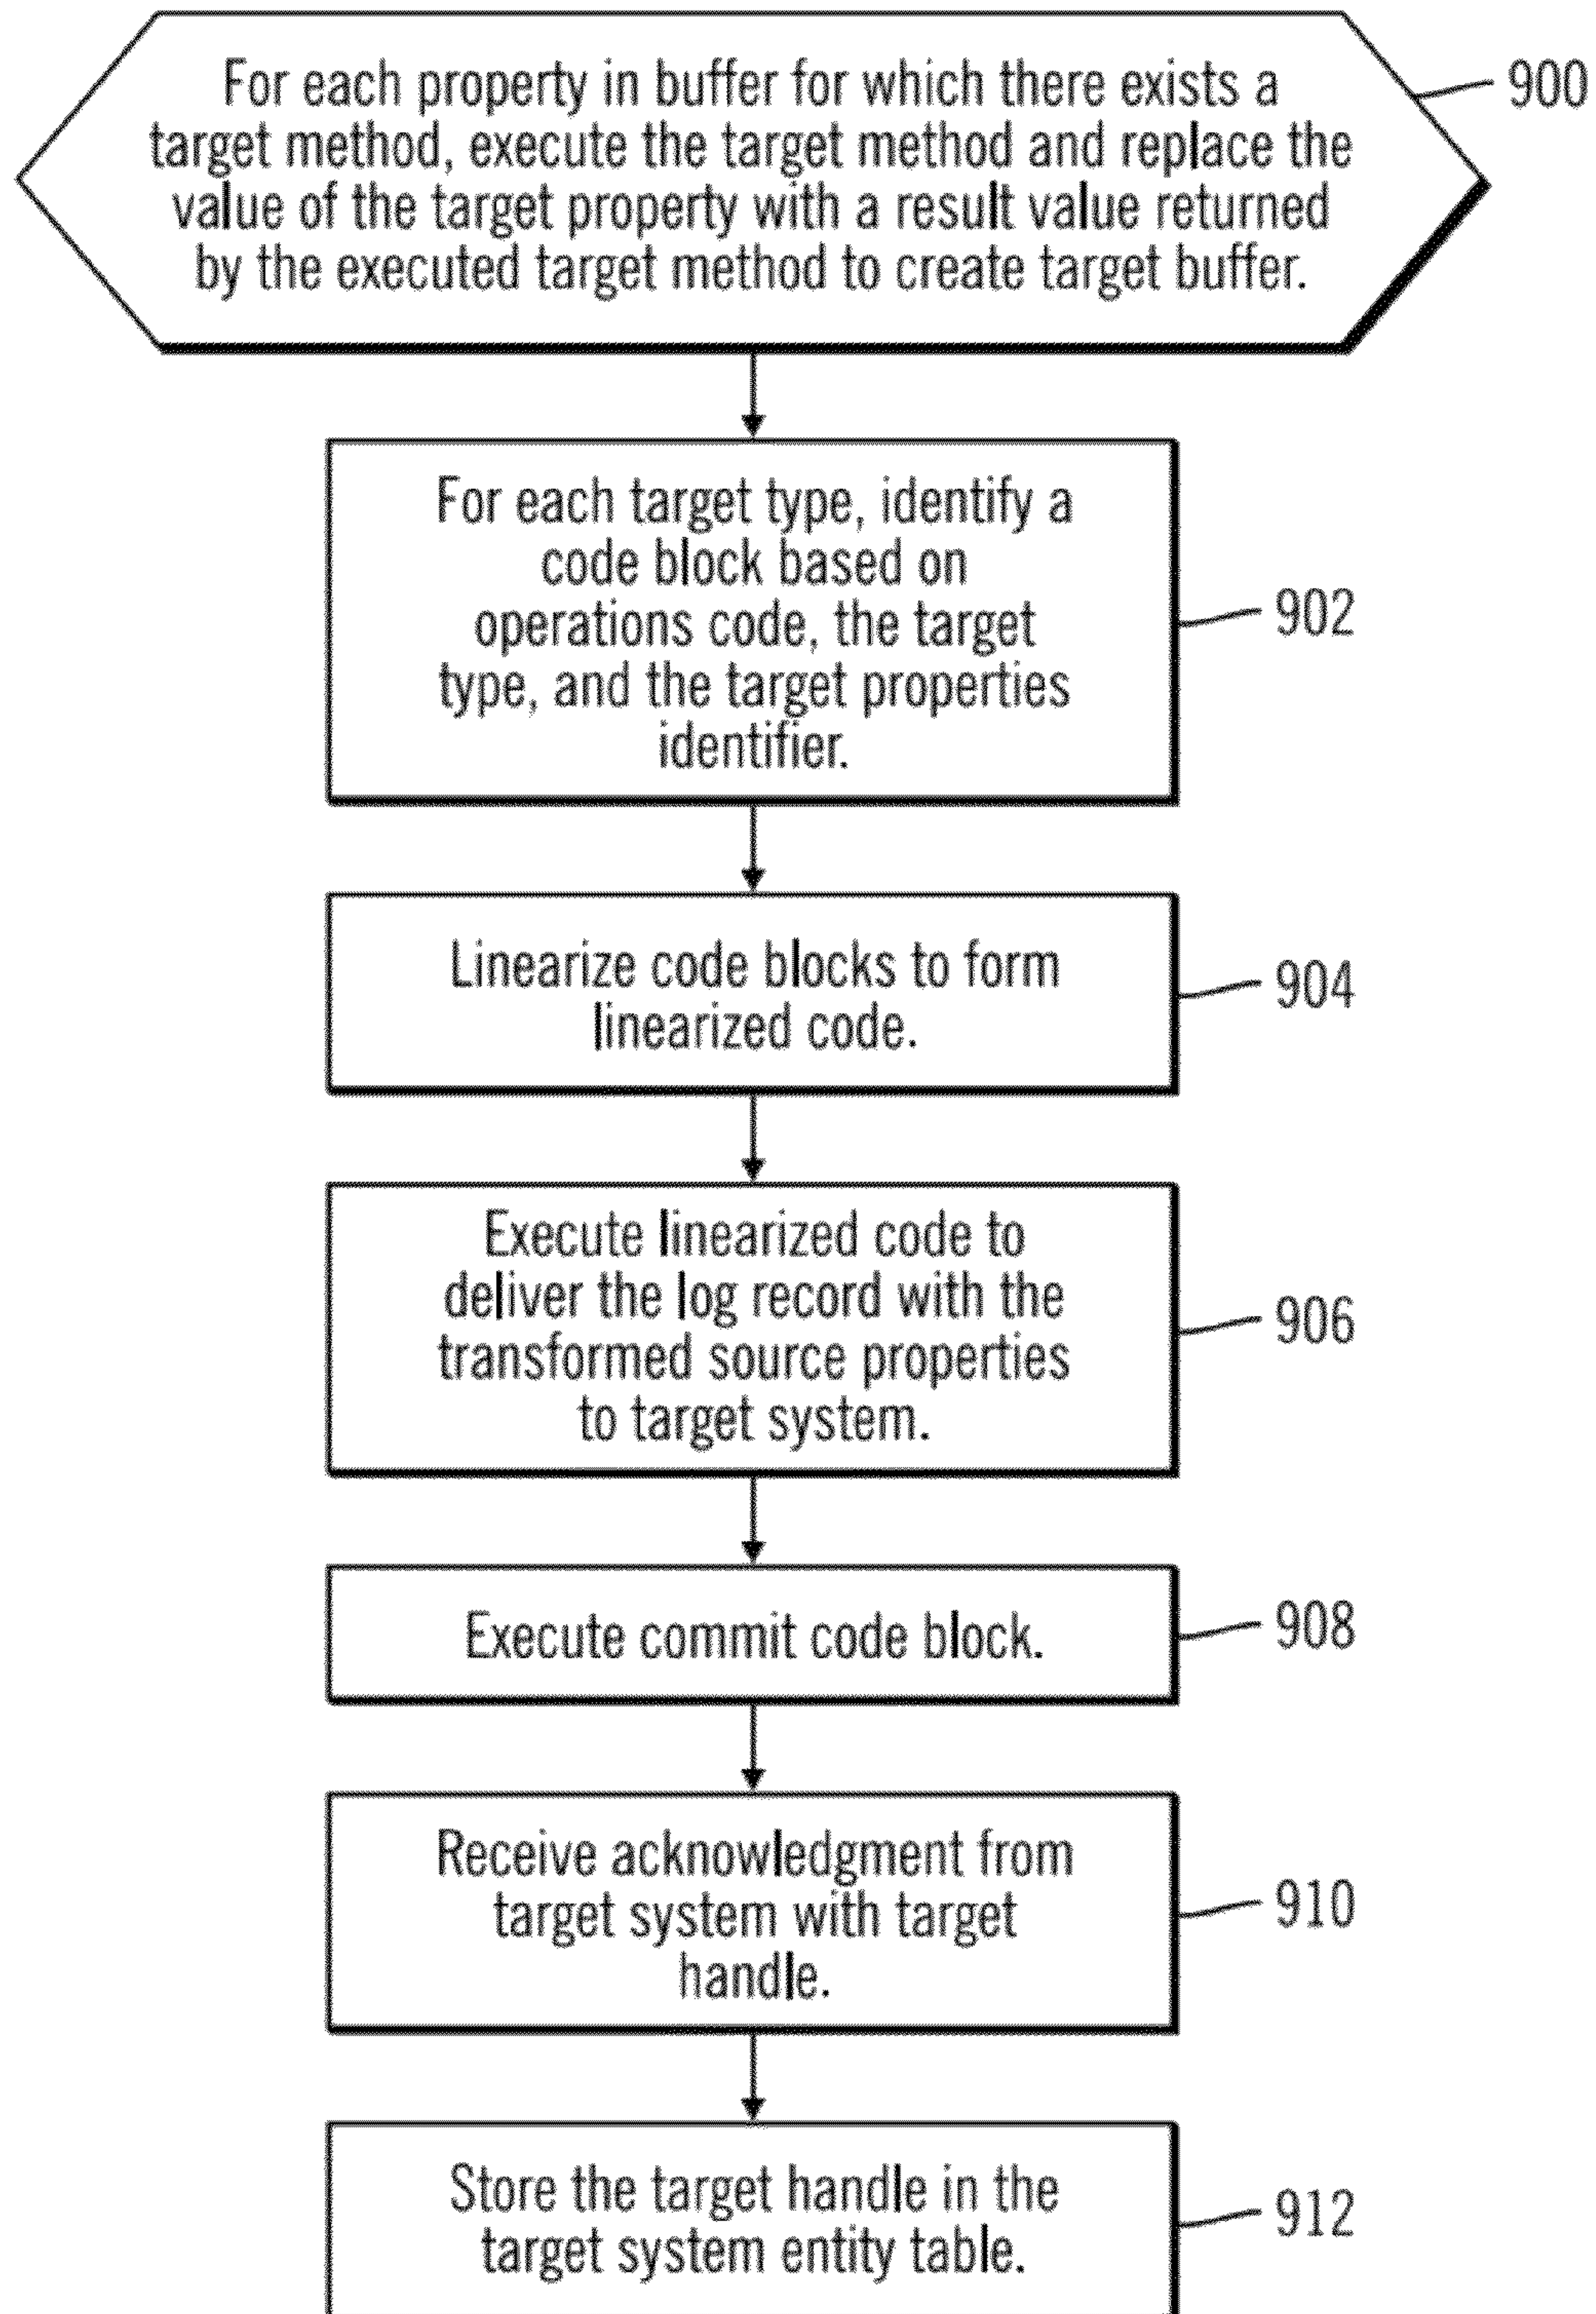 For each property in buffer for which there exists a
target method, execute the target method and replace the
value of the target property with a result value returned
by the executed target method to create target buffer.
900
For each target type, identify a
code block based on
operations code, the target
type, and the target properties
identifier.
902
Linearize code blocks to form
linearized code.
904
Execute linearized code to
deliver the log record with the
transformed source properties
to target system.
906
Execute commit code block.
908
Receive acknowledgment from
target system with target
handle.
910
Store the target handle in the
target system entity table.
912